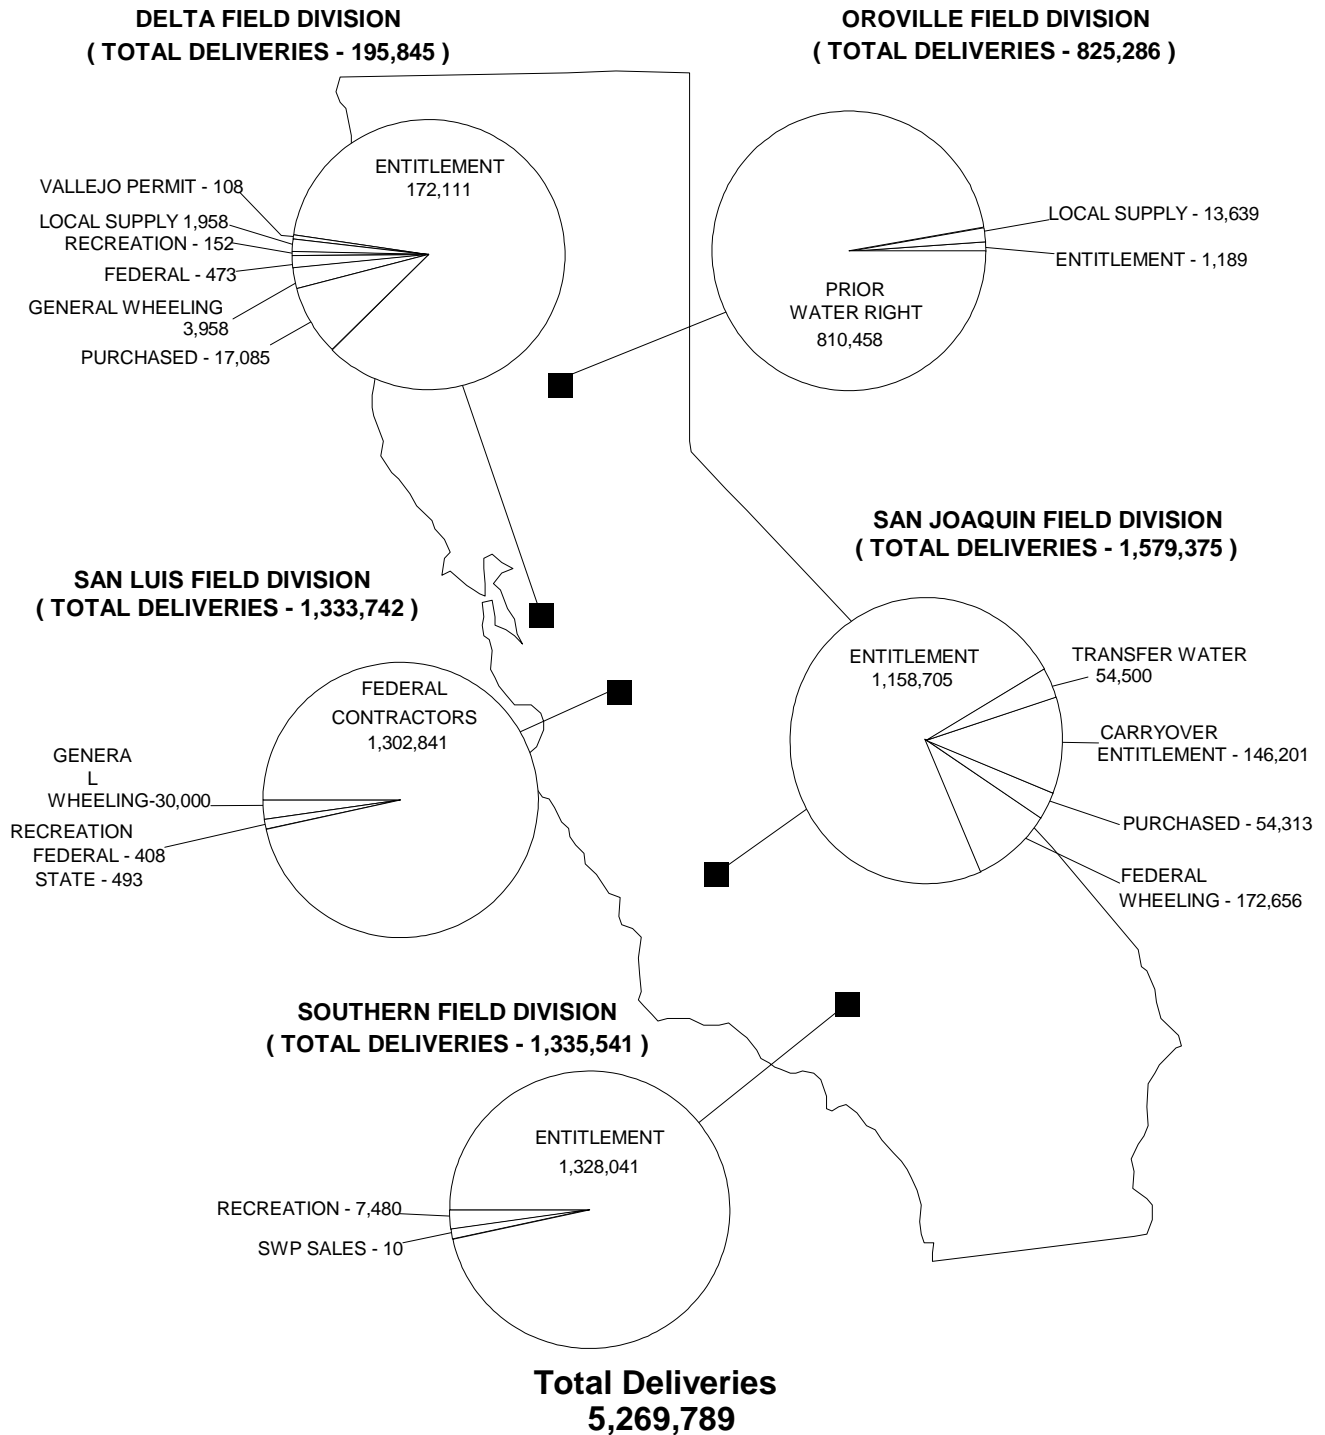 DELTA FIELD DIVISION
( TOTAL DELIVERIES - 195,845 )
OROVILLE FIELD DIVISION
( TOTAL DELIVERIES - 825,286 )
ENTITLEMENT
172,111
VALLEJO PERMIT - 108
LOCAL SUPPLY 1,958
RECREATION - 152
FEDERAL - 473
GENERAL WHEELING
3,958
PURCHASED - 17,085
LOCAL SUPPLY - 13,639
ENTITLEMENT - 1,189
PRIOR
WATER RIGHT
810,458
SAN JOAQUIN FIELD DIVISION
( TOTAL DELIVERIES - 1,579,375 )
SAN LUIS FIELD DIVISION
( TOTAL DELIVERIES - 1,333,742 )
ENTITLEMENT
1,158,705
TRANSFER WATER
54,500
CARRYOVER
ENTITLEMENT - 146,201
PURCHASED - 54,313
FEDERAL
WHEELING - 172,656
FEDERAL
CONTRACTORS
1,302,841
GENERA
L
WHEELING-30,000
RECREATION
FEDERAL - 408
STATE - 493
SOUTHERN FIELD DIVISION
( TOTAL DELIVERIES - 1,335,541 )
ENTITLEMENT
1,328,041
RECREATION - 7,480
SWP SALES - 10
Total Deliveries
5,269,789